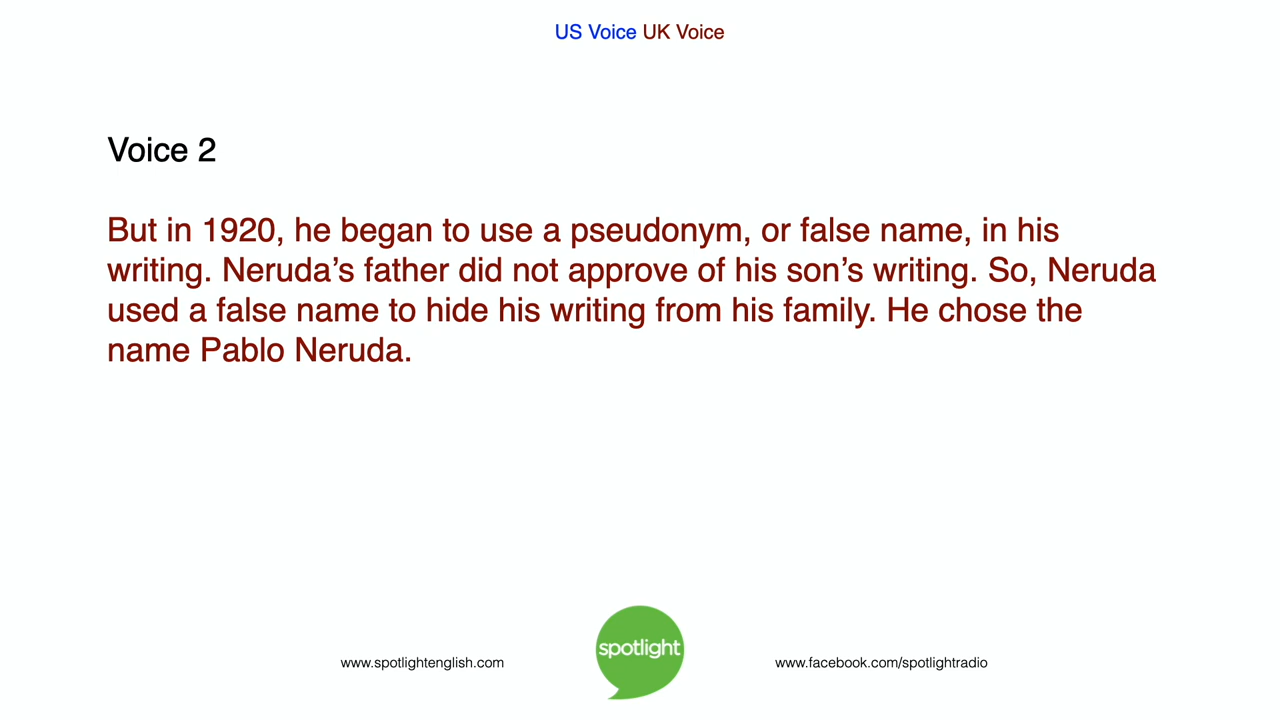 US Voice UK Voice
Voice 2
But in 1920, he began to use a pseudonym, or false name, in his
writing. Neruda’s father did not approve of his son’s writing. So, Neruda
used a false name to hide his writing from his family. He chose the
name Pablo Neruda.
www.spotlightenglish.com
spotlight
www.facebook.com/spotlightradio